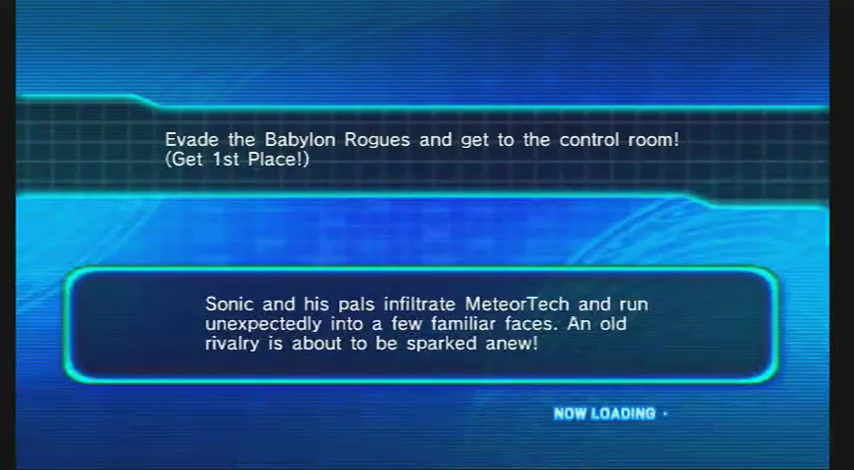 Evade the Babylon Rogues and get to the control room!
(Get 1st Place!)
Sonic and his pals infiltrate MeteorTech and run
unexpectedly into a few familiar faces. An old
rivalry is about to be sparked anew!
NOW LOADING